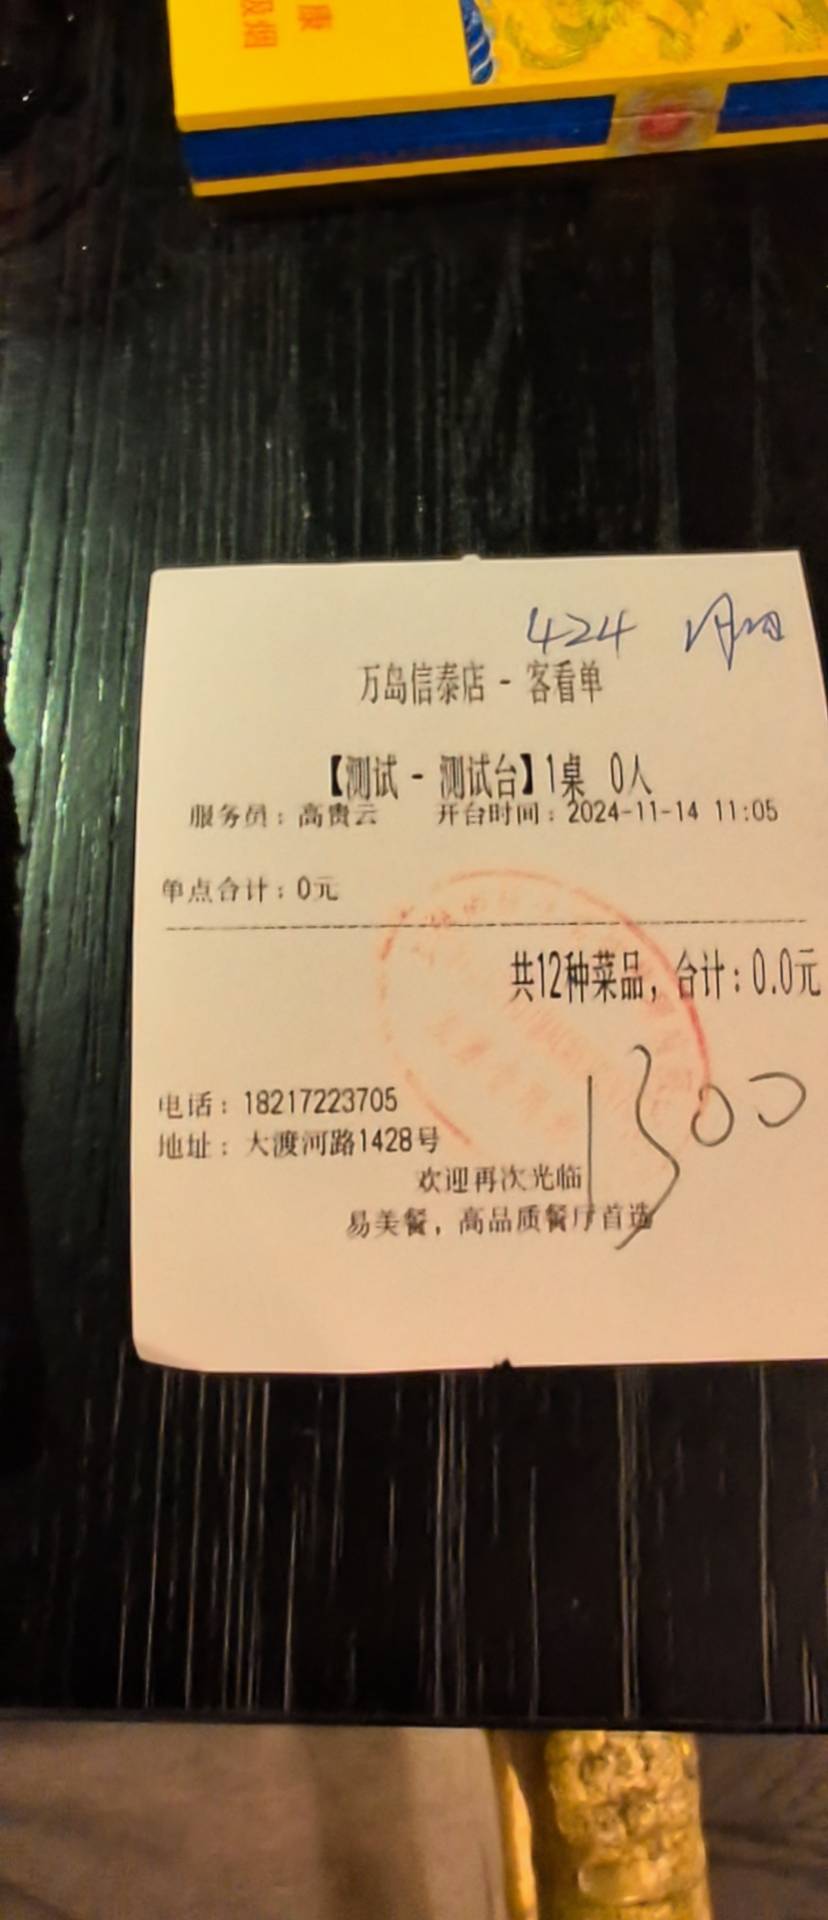 424
万岛信泰店 - 客看单
【测试 - 测试台】1桌 0人
服务员：高贵云 开台时间：2024-11-14 11:05
单点合计：0元
共12种菜品，合计：0.0元
1300
电话：18217223705
地址：大渡河路1428号
欢迎再次光临
易美餐，高品质餐厅首选